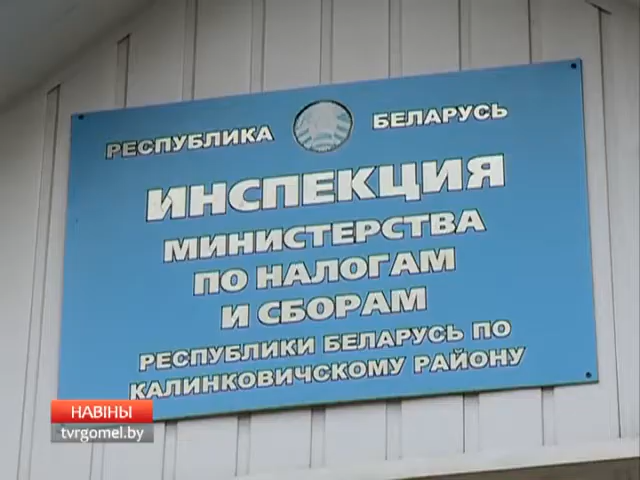 РЕСПУБЛИКА БЕЛАРУСЬ
ИНСПЕКЦИЯ
МИНИСТЕРСТВА
ПО НАЛОГАМ
И СБОРАМ
РЕСПУБЛИКИ БЕЛАРУСЬ ПО
КАЛИНКОВИЧСКОМУ РАЙОНУ
НАВІНЫ
tvrgomel.by